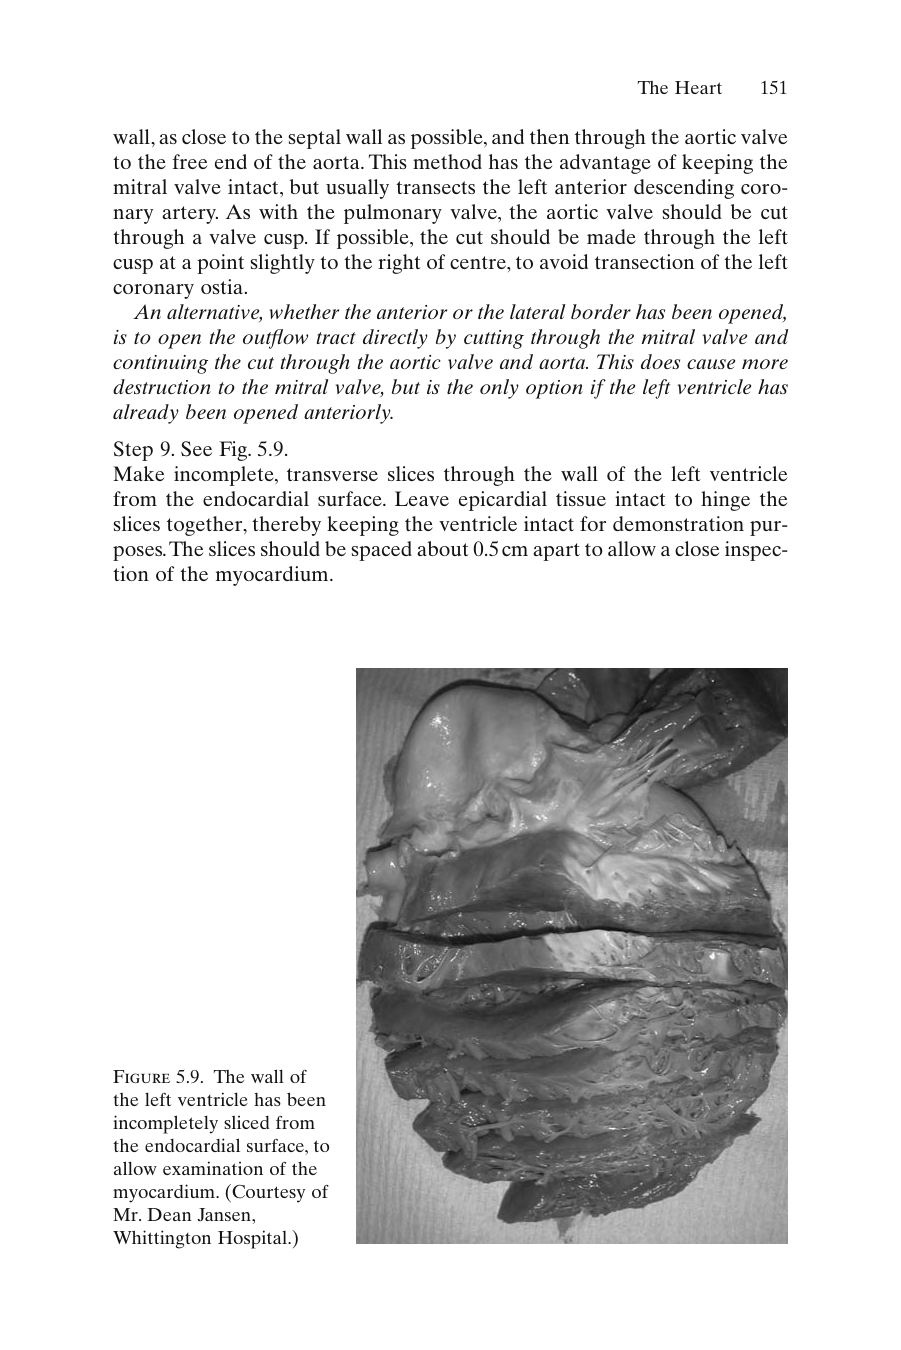 The Heart 151
wall, as close to the septal wall as possible, and then through the aortic valve
to the free end of the aorta. This method has the advantage of keeping the
mitral valve intact, but usually transects the left anterior descending coro-
nary artery. As with the pulmonary valve, the aortic valve should be cut
through a valve cusp. If possible, the cut should be made through the left
cusp at a point slightly to the right of centre, to avoid transection of the left
coronary ostia.
An alternative, whether the anterior or the lateral border has been opened,
is to open the outflow tract directly by cutting through the mitral valve and
continuing the cut through the aortic valve and aorta. This does cause more
destruction to the mitral valve, but is the only option if the left ventricle has
already been opened anteriorly.
Step 9. See Fig. 5.9.
Make incomplete, transverse slices through the wall of the left ventricle
from the endocardial surface. Leave epicardial tissue intact to hinge the
slices together, thereby keeping the ventricle intact for demonstration pur-
poses. The slices should be spaced about 0.5 cm apart to allow a close inspec-
tion of the myocardium.
FIGURE 5.9. The wall of
the left ventricle has been
incompletely sliced from
the endocardial surface, to
allow examination of the
myocardium. (Courtesy of
Mr. Dean Jansen,
Whittington Hospital.)